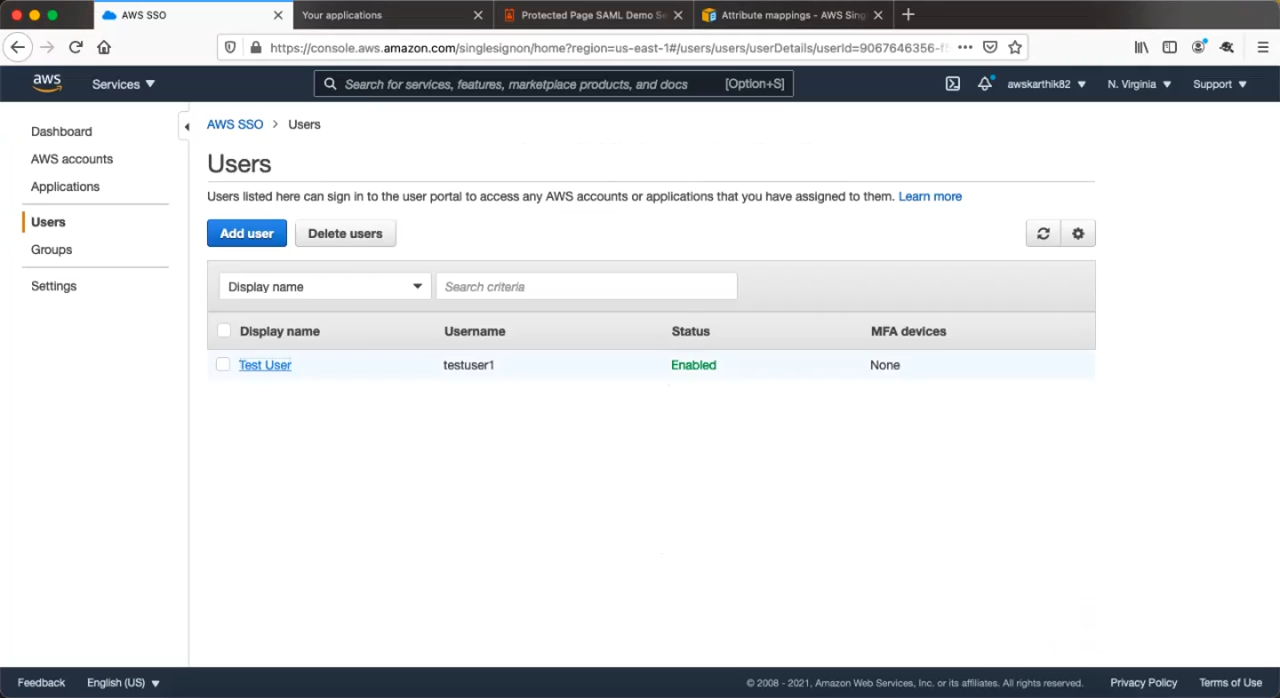 AWS SSO
Your applications
Protected Page SAML Demo Se
Attribute mappings - AWS Sing
https://console.aws.amazon.com/singlesignon/home?region=us-east-1#/users/users/userDetails/userId=9067646356-f
aws
Services
Search for services, features, marketplace products, and docs
[Option+S]
awskarthik82
N. Virginia
Support
Dashboard
AWS accounts
Applications
Users
Groups
Settings
AWS SSO > Users
Users
Users listed here can sign in to the user portal to access any AWS accounts or applications that you have assigned to them. Learn more
Add user
Delete users
Display name
Search criteria
Display name Username Status MFA devices
Test User testuser1 Enabled None
Feedback English (US)
© 2008 - 2021, Amazon Web Services, Inc. or its affiliates. All rights reserved. Privacy Policy Terms of Use